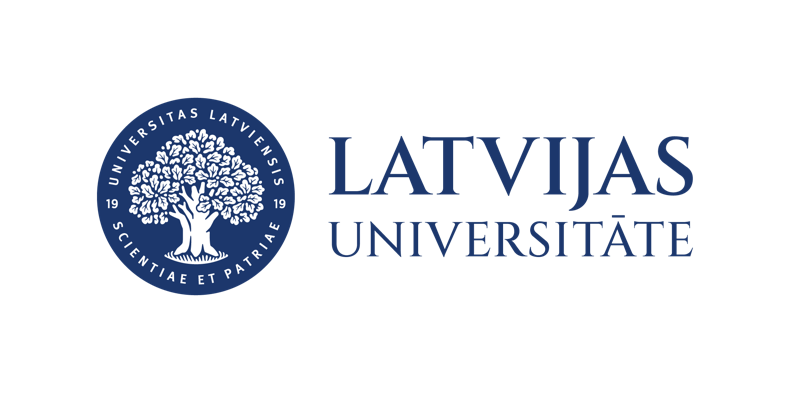 UNIVERSITAS LATVIENSIS
19 19
SCIENTIAE ET PATRIAE
LATVIJAS
UNIVERSITĀTE